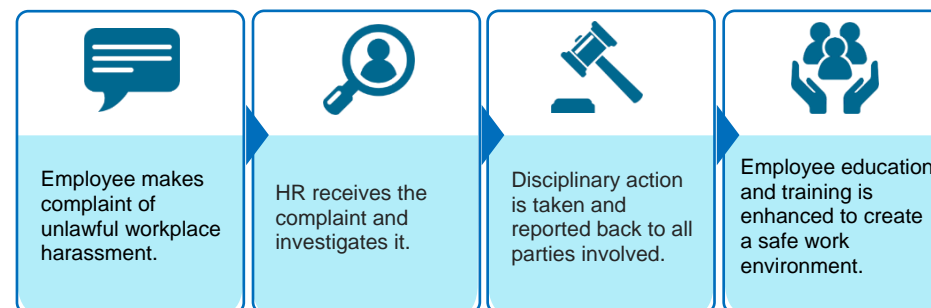 Employee makes
complaint of
unlawful workplace
harassment.
HR receives the
complaint and
investigates it.
Disciplinary action
is taken and
reported back to all
parties involved.
Employee education
and training is
enhanced to create
a safe work
environment.